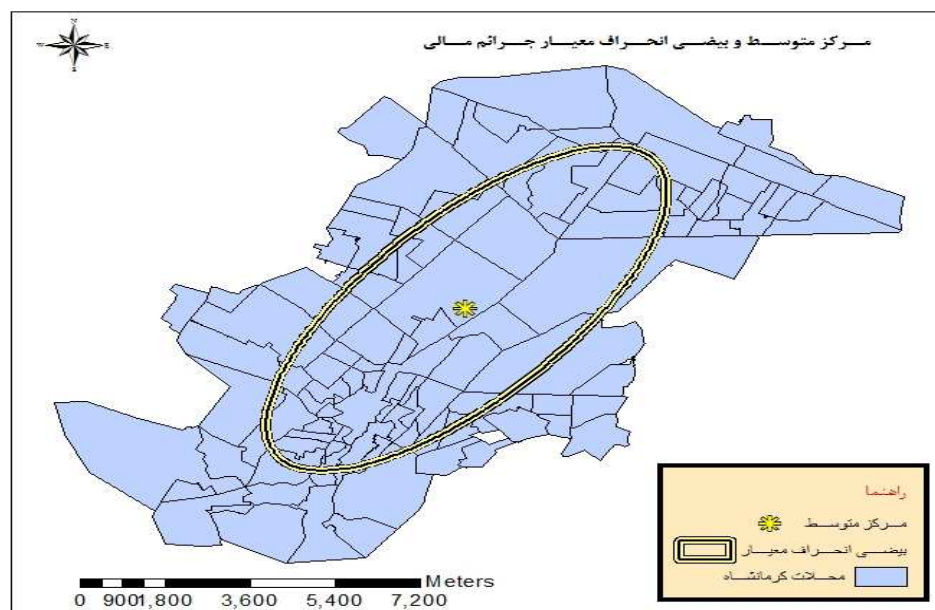 مرکز متوسط و بیضی انحراف معیار جرائم مالی
N
W E
S
راهنما
مرکز متوسط
بیضی انحراف معیار
محلات کرمانشاه
Meters
0 900 1,800 3,600 5,400 7,200